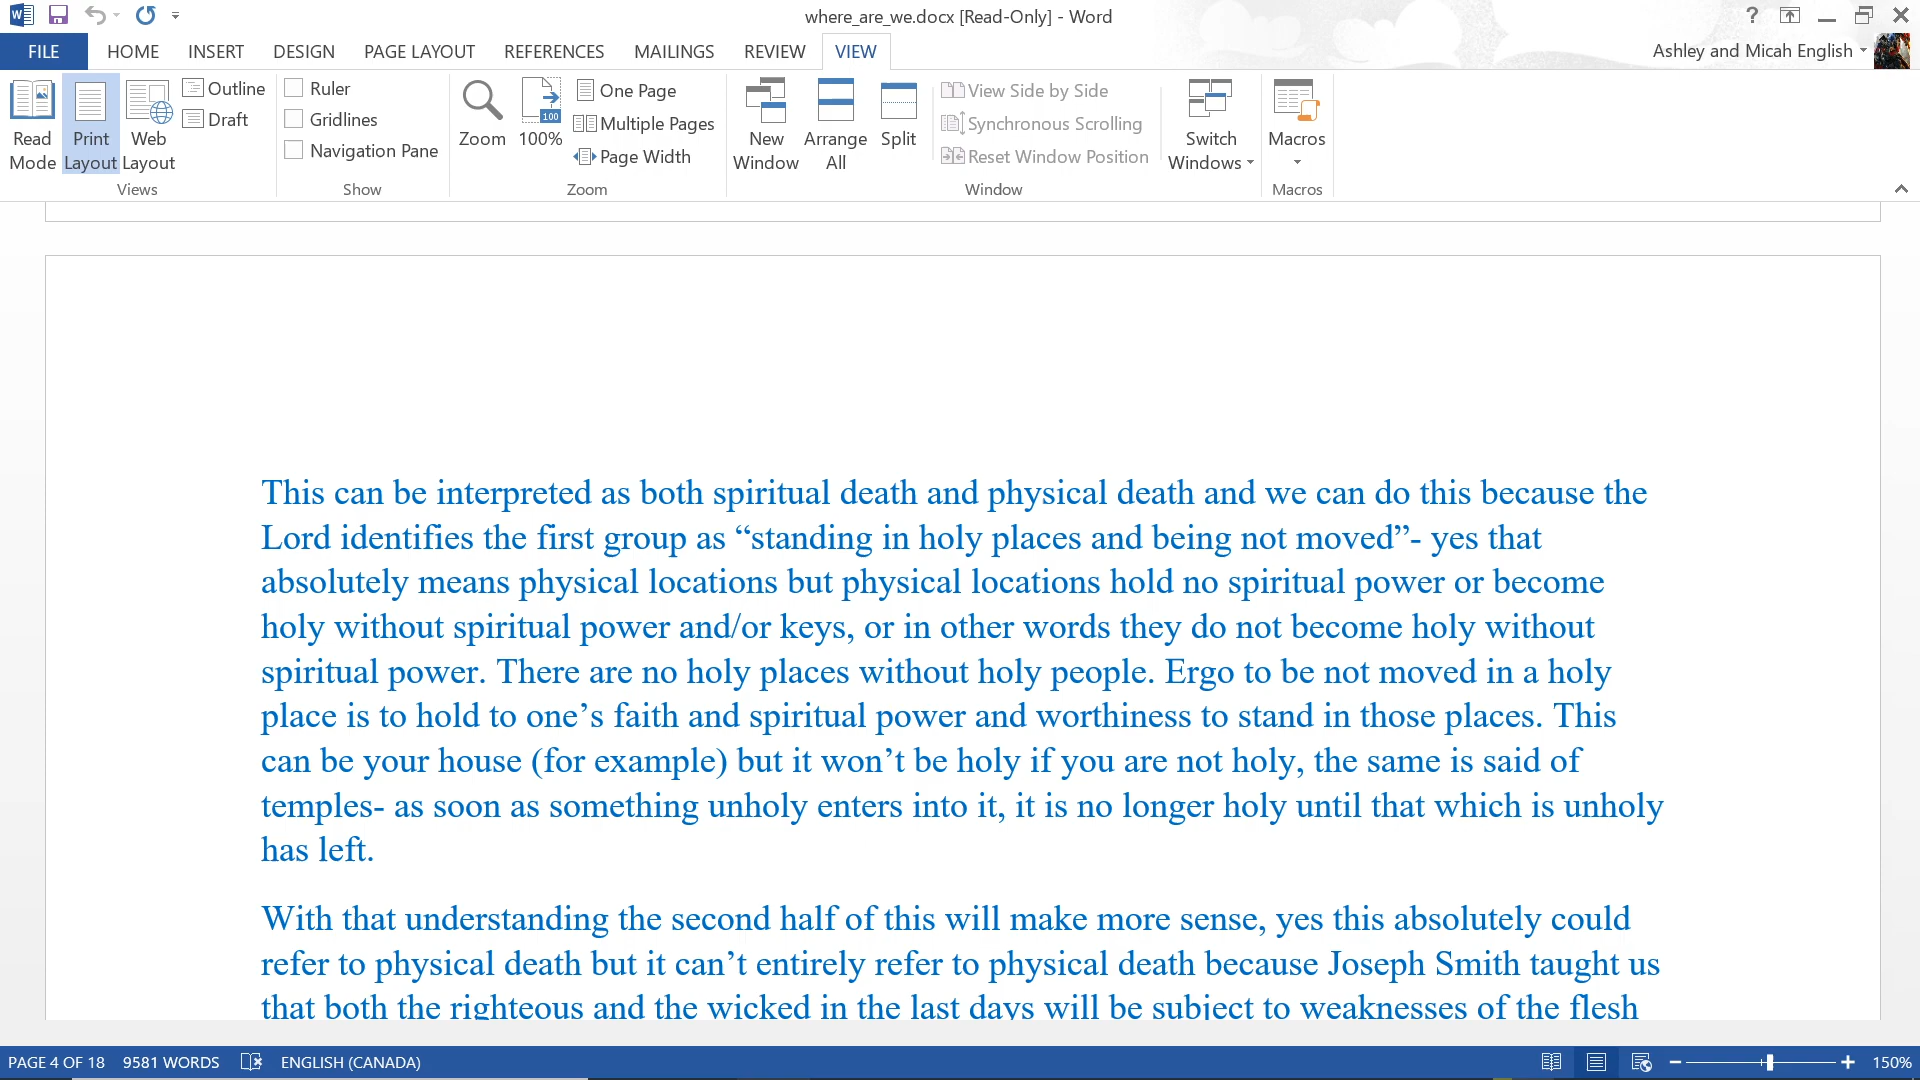 where_are_we.docx [Read-Only] - Word
?
FILE HOME INSERT DESIGN PAGE LAYOUT REFERENCES MAILINGS REVIEW VIEW
Ashley and Micah English
Read Mode
Print Layout
Web Layout
Outline
Draft
Views
Ruler
Gridlines
Navigation Pane
Show
Zoom
100
100%
One Page
Multiple Pages
Page Width
Zoom
New Window
Arrange All
Split
View Side by Side
Synchronous Scrolling
Reset Window Position
Window
Switch Windows
Macros
Macros
This can be interpreted as both spiritual death and physical death and we can do this because the
Lord identifies the first group as “standing in holy places and being not moved”- yes that
absolutely means physical locations but physical locations hold no spiritual power or become
holy without spiritual power and/or keys, or in other words they do not become holy without
spiritual power. There are no holy places without holy people. Ergo to be not moved in a holy
place is to hold to one’s faith and spiritual power and worthiness to stand in those places. This
can be your house (for example) but it won’t be holy if you are not holy, the same is said of
temples- as soon as something unholy enters into it, it is no longer holy until that which is unholy
has left.
With that understanding the second half of this will make more sense, yes this absolutely could
refer to physical death but it can’t entirely refer to physical death because Joseph Smith taught us
that both the righteous and the wicked in the last days will be subject to weaknesses of the flesh
PAGE 4 OF 18 9581 WORDS ENGLISH (CANADA) 150%